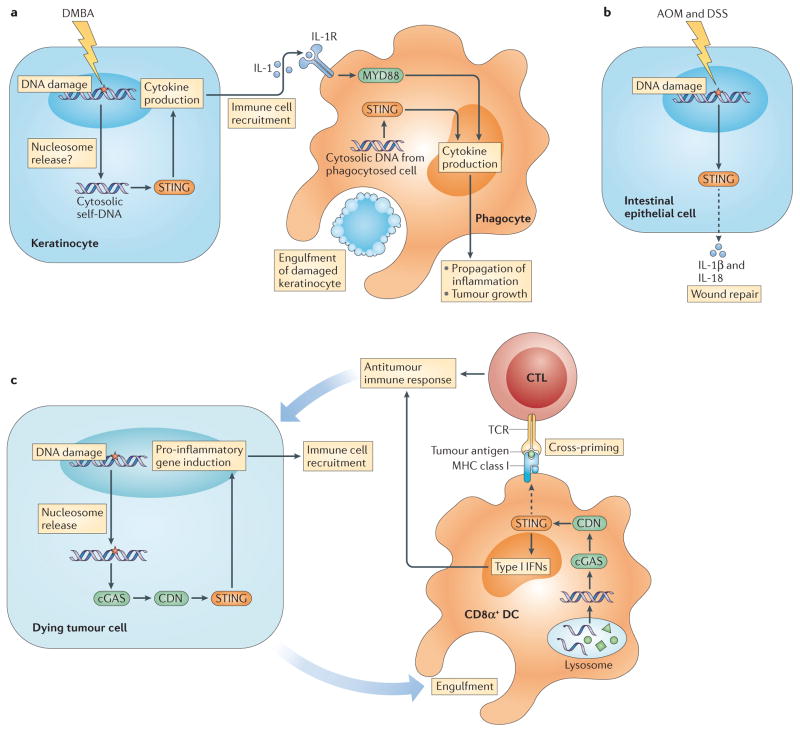 a
DMBA
DNA damage
Cytokine
production
Nucleosome
release?
Cytosolic
self-DNA
STING
Keratinocyte
IL-1
IL-1R
Immune cell
recruitment
MYD88
STING
Cytosolic DNA from
phagocytosed cell
Cytokine
production
Phagocyte
Engulfment
of damaged
keratinocyte
• Propagation of
inflammation
• Tumour growth
b
AOM and DSS
DNA damage
STING
Intestinal
epithelial cell
IL-1β and
IL-18
Wound repair
c
DNA damage
Pro-inflammatory
gene induction
Immune cell
recruitment
Nucleosome
release
cGAS
CDN
STING
Dying tumour cell
Antitumour
immune response
CTL
TCR
Tumour antigen
MHC class I
Cross-priming
STING
CDN
Type I IFNs
cGAS
CD8α⁺ DC
Lysosome
Engulfment